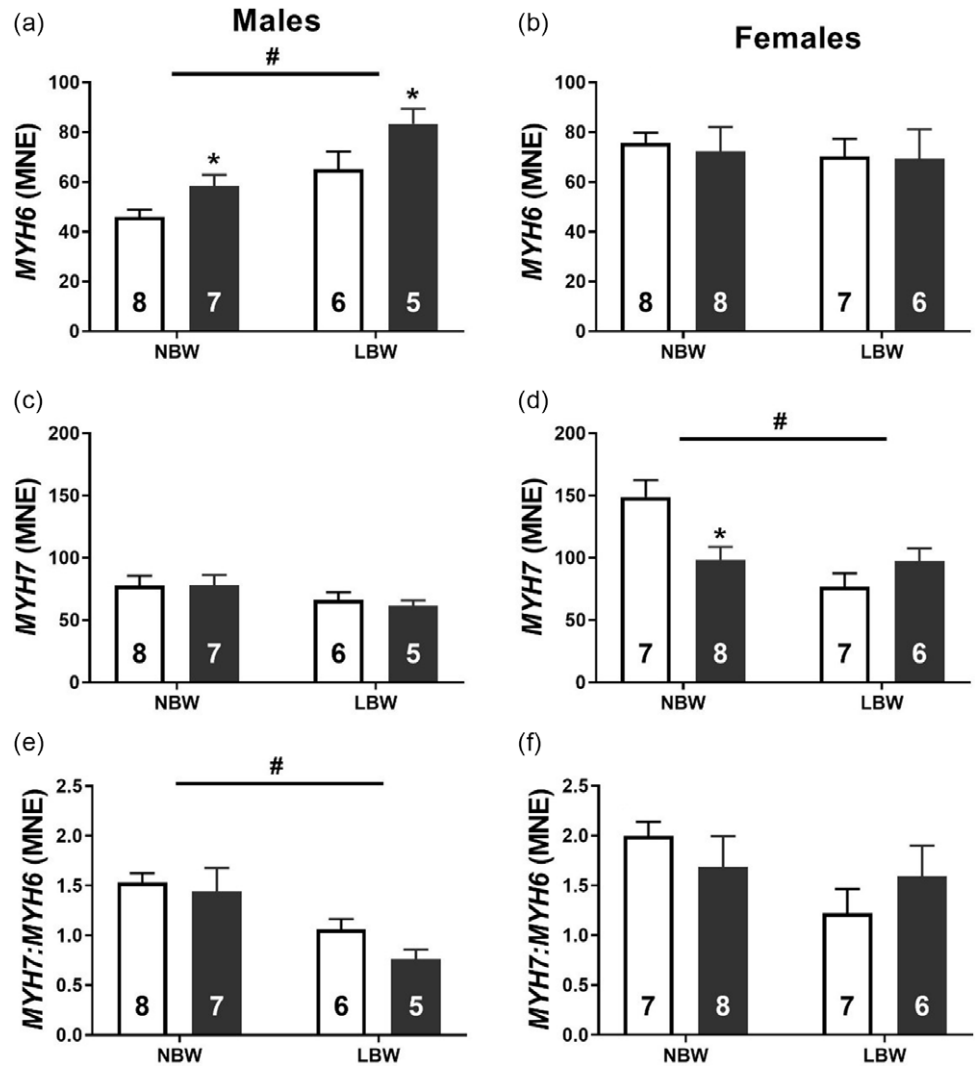 (a)
Males
#
MYH6 (MNE)
100
80
60
40
20
0
*
*
8
7
6
5
NBW
LBW
(b)
Females
MYH6 (MNE)
100
80
60
40
20
0
8
8
7
6
NBW
LBW
(c)
MYH7 (MNE)
200
150
100
50
0
8
7
6
5
NBW
LBW
(d)
#
MYH7 (MNE)
200
150
100
50
0
*
7
8
7
6
NBW
LBW
(e)
#
MYH7:MYH6 (MNE)
2.5
2.0
1.5
1.0
0.5
0.0
8
7
6
5
NBW
LBW
(f)
MYH7:MYH6 (MNE)
2.5
2.0
1.5
1.0
0.5
0.0
7
8
7
6
NBW
LBW